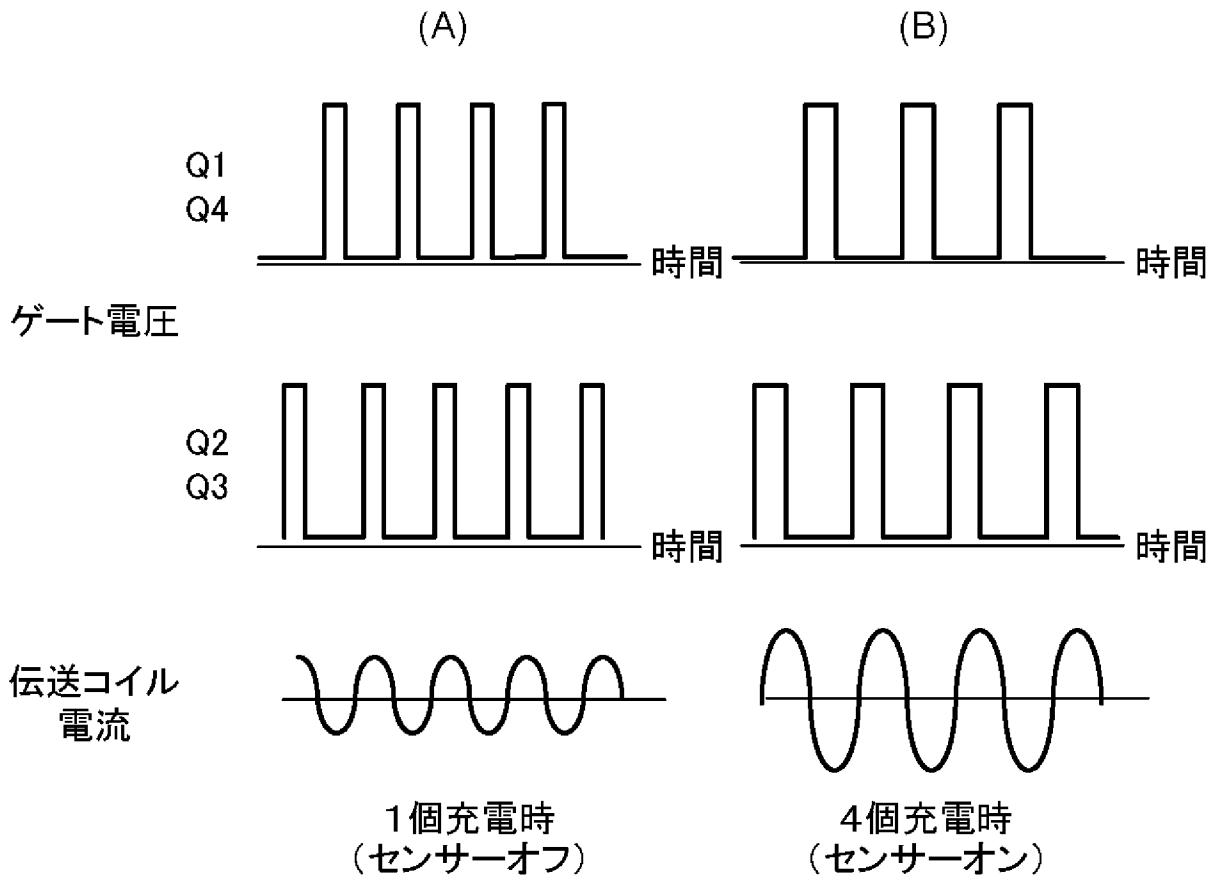 (A)
(B)
Q1
Q4
時間
時間
ゲート電圧
Q2
Q3
時間
時間
伝送コイル
電流
1個充電時
(センサーオフ)
4個充電時
(センサーオン)